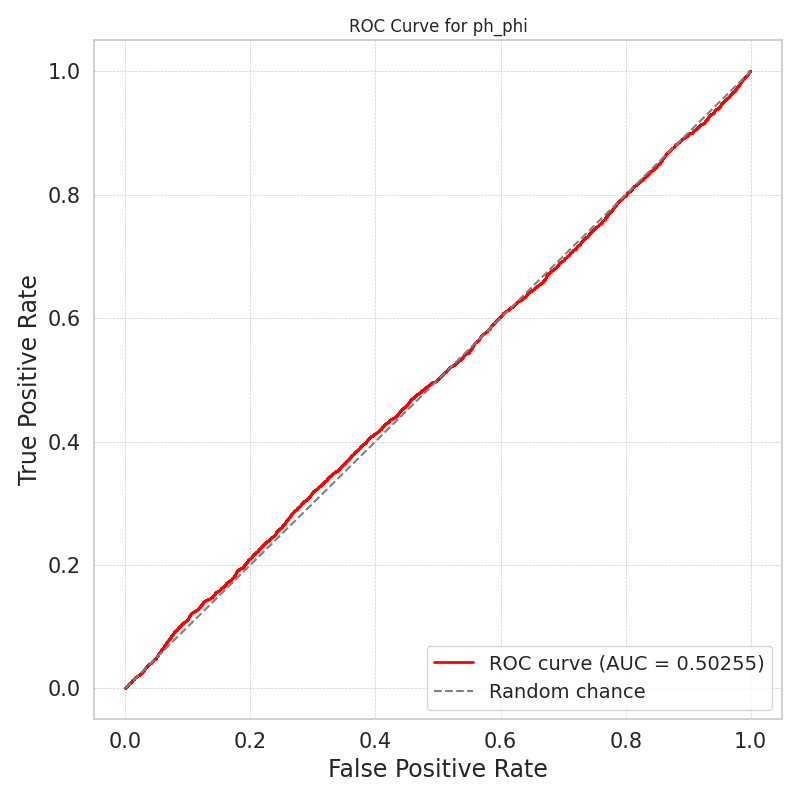 ROC Curve for ph_phi
True Positive Rate
1.0
0.8
0.6
0.4
0.2
0.0
ROC curve (AUC = 0.50255)
Random chance
0.0 0.2 0.4 0.6 0.8 1.0
False Positive Rate